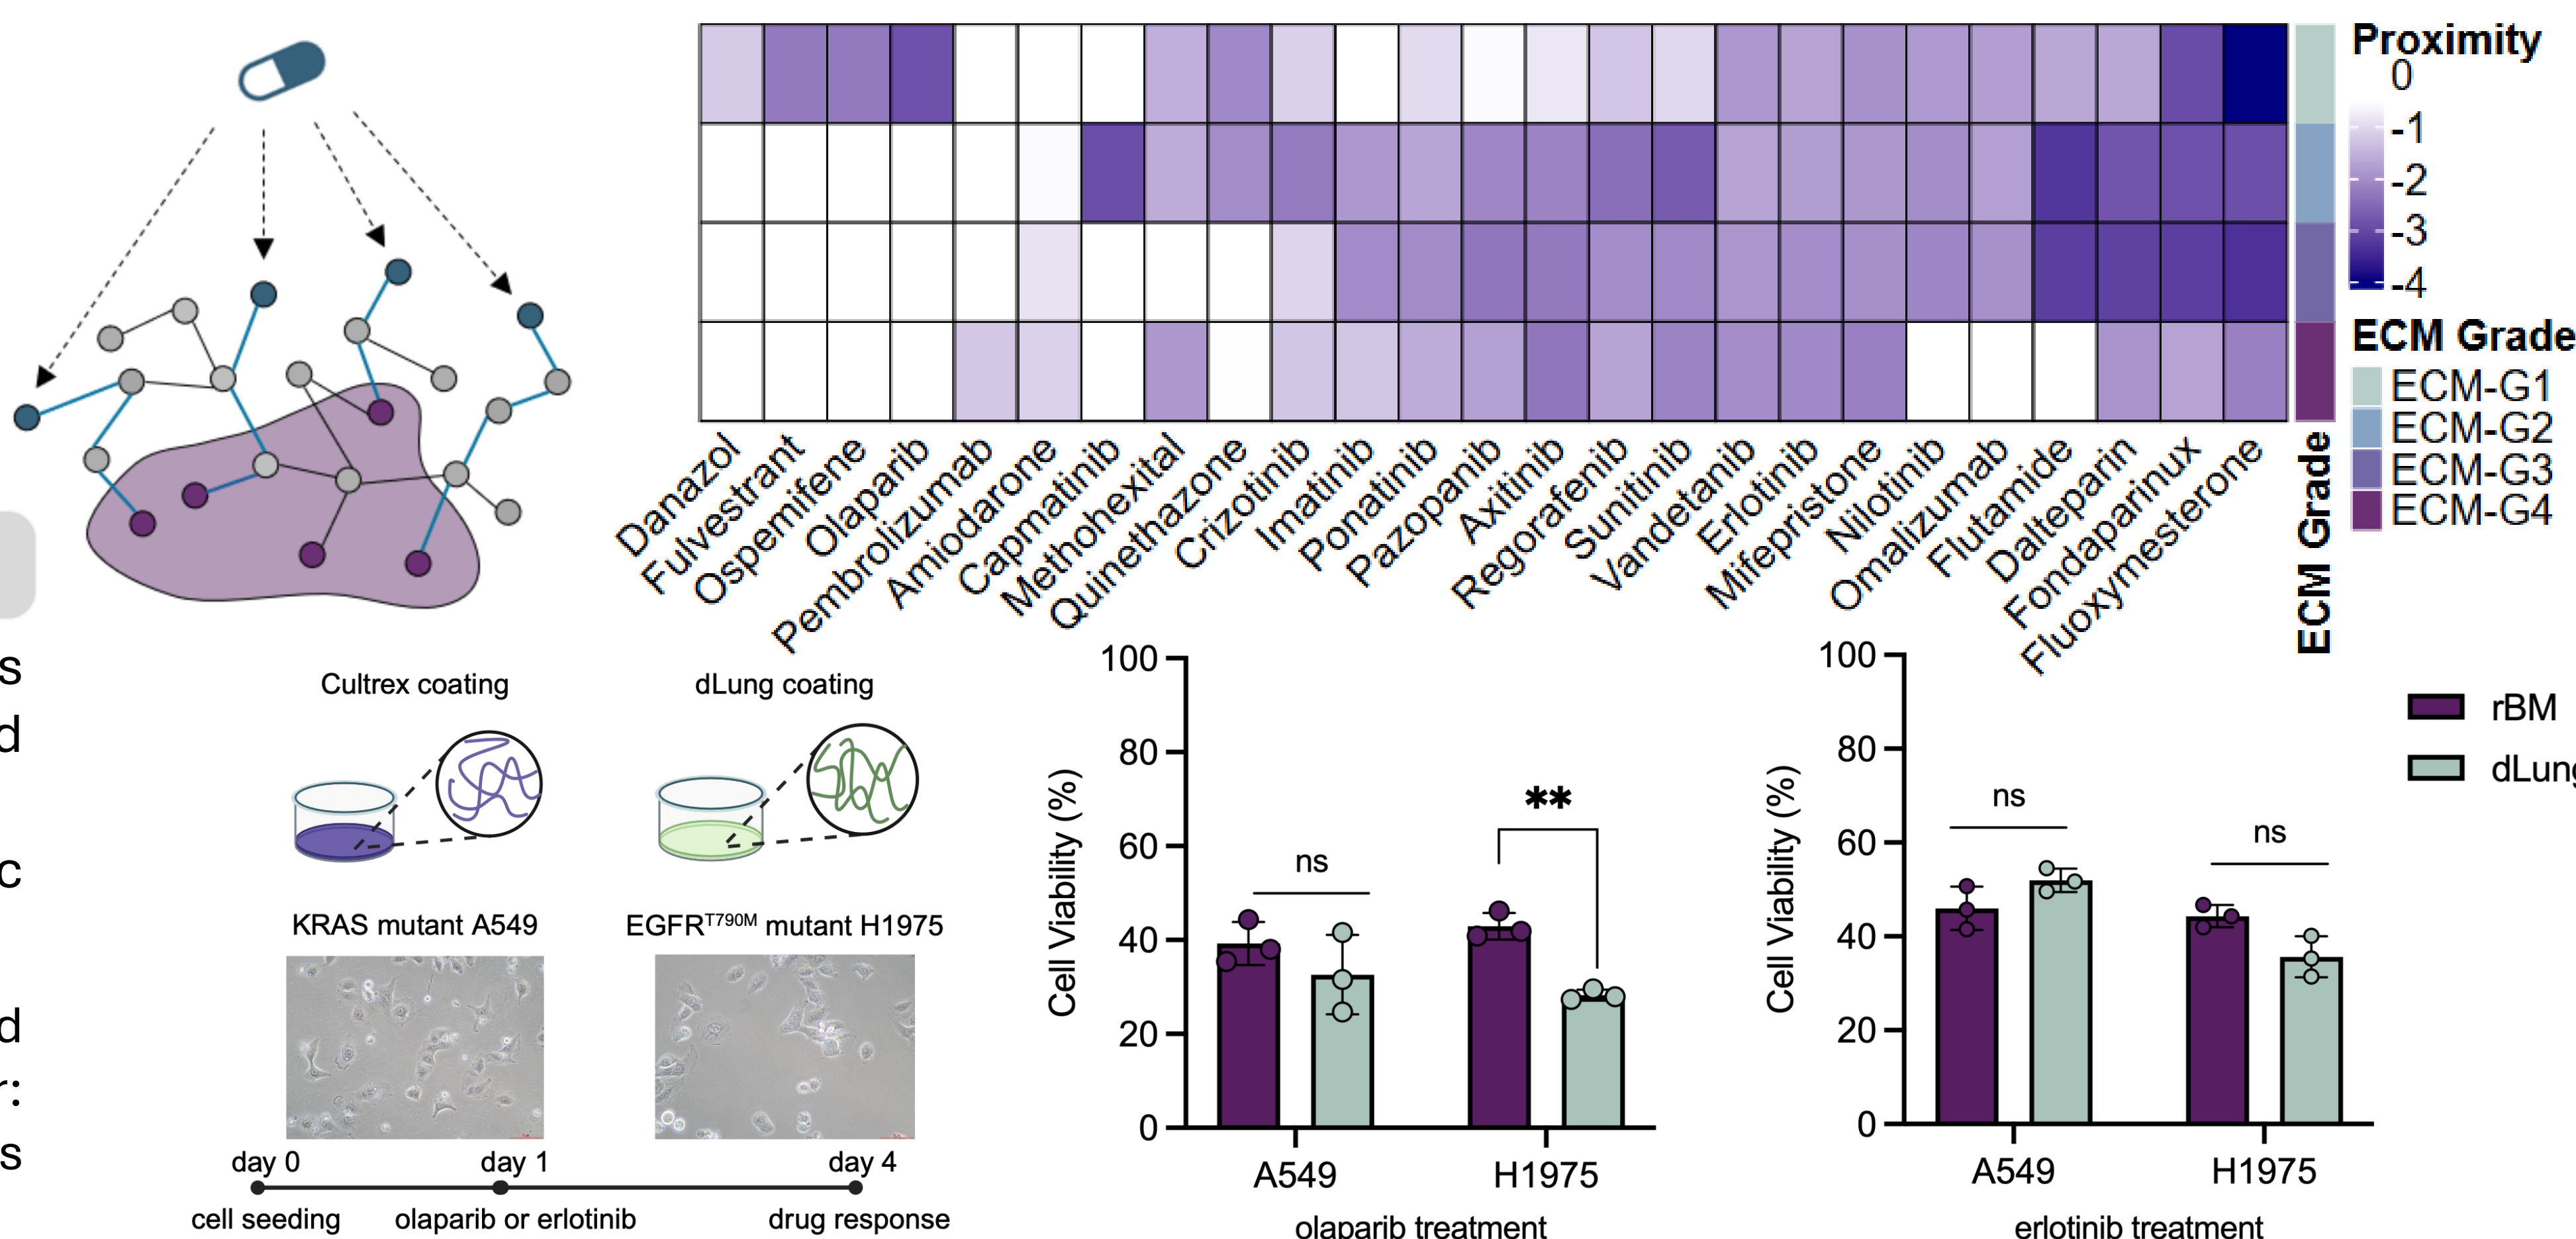 Proximity
0
-1
-2
-3
-4
ECM Grade
ECM-G1
ECM-G2
ECM-G3
ECM-G4
ECM Grade
Danazol
Fulvestrant
Ospemifene
Olaparib
Pembrolizumab
Amiodarone
Capmatinib
Methohexital
Quinethazone
Crizotinib
Imatinib
Ponatinib
Pazopanib
Axitinib
Regorafenib
Sunitinib
Vandetanib
Erlotinib
Mifepristone
Nilotinib
Omalizumab
Flutamide
Dalteparin
Fondaparinux
Fluoxymesterone
s
d
c
d
r:
s
Cultrex coating
dLung coating
KRAS mutant A549
EGFRT790M mutant H1975
day 0
day 1
day 4
cell seeding
olaparib or erlotinib
drug response
Cell Viability (%)
100
80
60
40
20
0
ns
**
A549
H1975
olaparib treatment
Cell Viability (%)
100
80
60
40
20
0
ns
ns
A549
H1975
erlotinib treatment
rBM
dLung